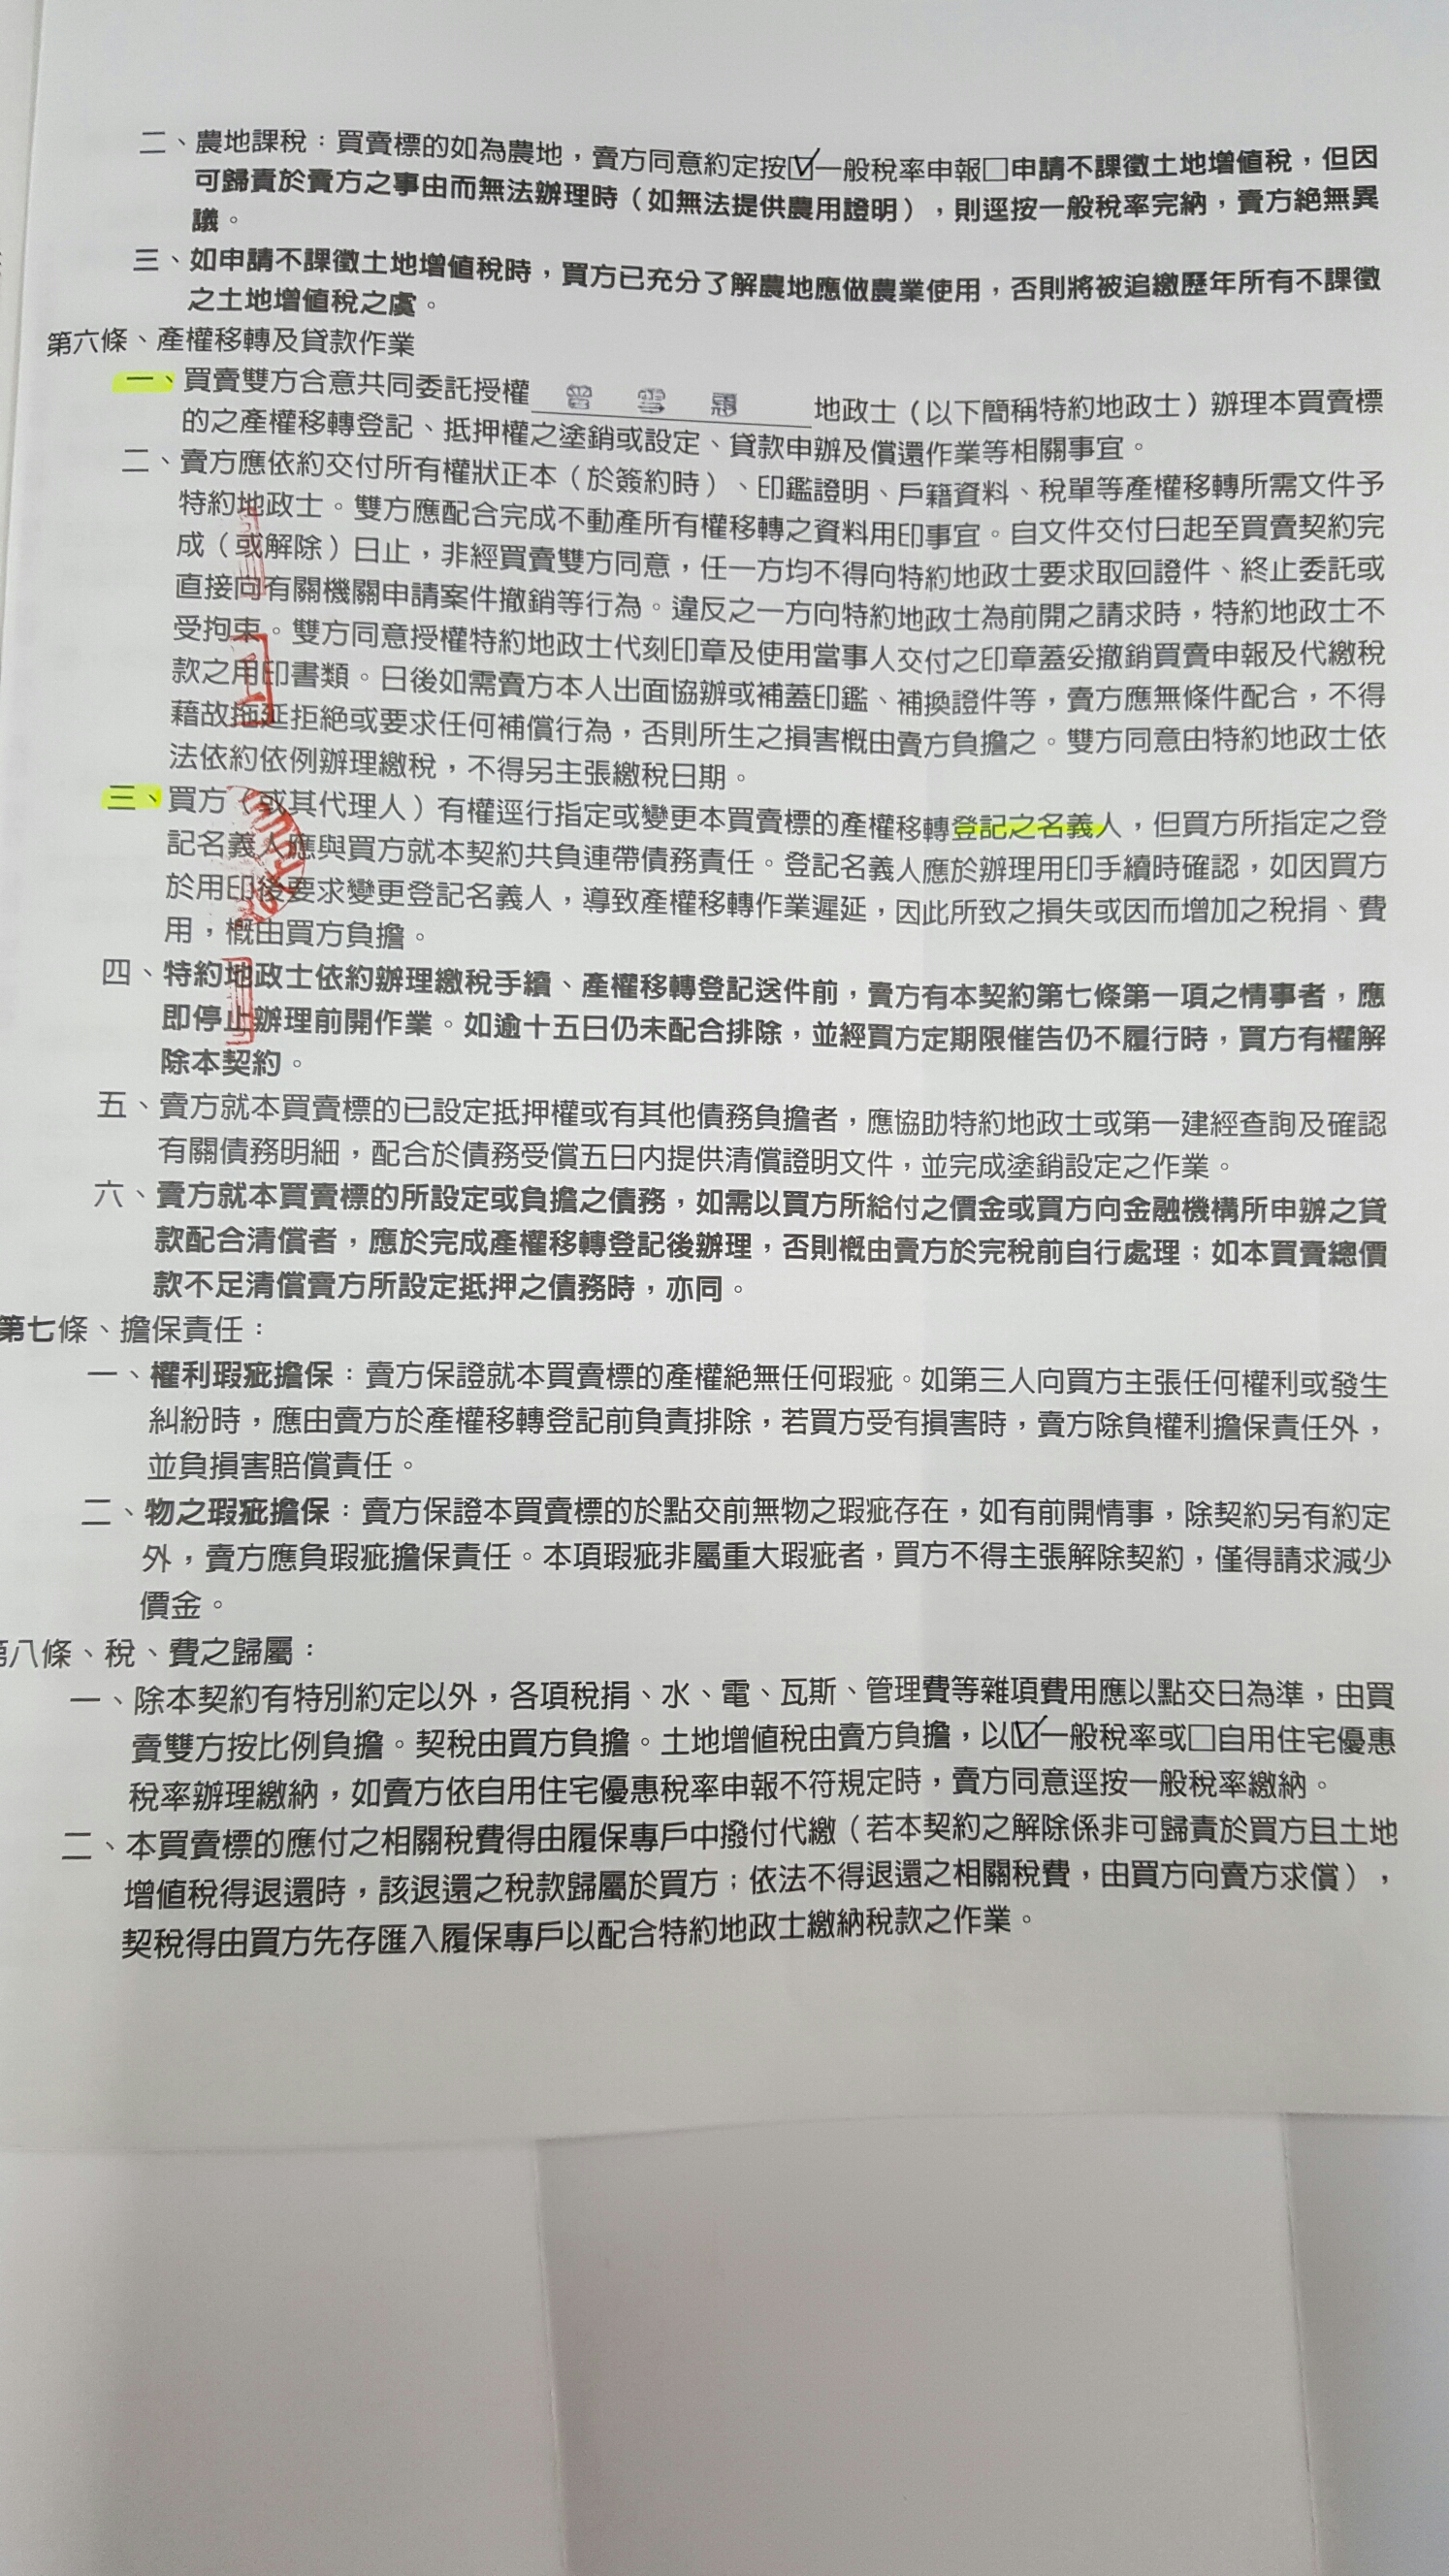 二、農地課稅：買賣標的如為農地，賣方同意約定按☑一般稅率申報□申請不課徵土地增值稅，但因
可歸責於賣方之事由而無法辦理時（如無法提供農用證明），則逕按一般稅率完納，賣方絕無異
議。
三、如申請不課徵土地增值稅時，買方已充分了解農地應做農業使用，否則將被追繳歷年所有不課徵
之土地增值稅之虞。
第六條、產權移轉及貸款作業
一、買賣雙方合意共同委託授權 曾 雪 地政士（以下簡稱特約地政士）辦理本買賣標
的之產權移轉登記、抵押權之塗銷或設定、貸款申辦及償還作業等相關事宜。
二、賣方應依約交付所有權狀正本（於簽約時）、印鑑證明、戶籍資料、稅單等產權移轉所需文件予
特約地政士。雙方應配合完成不動產所有權移轉之資料用印事宜。自文件交付日起至買賣契約完
成（或解除）日止，非經買賣雙方同意，任一方均不得向特約地政士要求取回證件、終止委託或
直接向有關機關申請案件撤銷等行為。違反之一方向特約地政士為前開之請求時，特約地政士不
受拘束。雙方同意授權特約地政士代刻印章及使用當事人交付之印章蓋妥撤銷買賣申報及代繳稅
款之用印書類。日後如需賣方本人出面協辦或補蓋印鑑、補換證件等，賣方應無條件配合，不得
藉故拖延拒絕或要求任何補償行為，否則所生之損害概由賣方負擔之。雙方同意由特約地政士依
法依約依例辦理繳稅，不得另主張繳稅日期。
三、買方（或其代理人）有權逕行指定或變更本買賣標的產權移轉登記之名義人，但買方所指定之登
記名義人應與買方就本契約共負連帶債務責任。登記名義人應於辦理用印手續時確認，如因買方
於用印後要求變更登記名義人，導致產權移轉作業遲延，因此所致之損失或因而增加之稅捐、費
用，概由買方負擔。
四、特約地政士依約辦理繳稅手續、產權移轉登記送件前，賣方有本契約第七條第一項之情事者，應
即停止辦理前開作業。如逾十五日仍未配合排除，並經買方定期限催告仍不履行時，買方有權解
除本契約。
五、賣方就本買賣標的已設定抵押權或有其他債務負擔者，應協助特約地政士或第一建經查詢及確認
有關債務明細，配合於債務受償五日內提供清償證明文件，並完成塗銷設定之作業。
六、賣方就本買賣標的所設定或負擔之債務，如需以買方所給付之價金或買方向金融機構所申辦之貸
款配合清償者，應於完成產權移轉登記後辦理，否則概由賣方於完稅前自行處理；如本買賣總價
款不足清償賣方所設定抵押之債務時，亦同。
第七條、擔保責任：
一、權利瑕疵擔保：賣方保證就本買賣標的產權絕無任何瑕疵。如第三人向買方主張任何權利或發生
糾紛時，應由賣方於產權移轉登記前負責排除，若買方受有損害時，賣方除負權利擔保責任外，
並負損害賠償責任。
二、物之瑕疵擔保：賣方保證本買賣標的於點交前無物之瑕疵存在，如有前開情事，除契約另有約定
外，賣方應負瑕疵擔保責任。本項瑕疵非屬重大瑕疵者，買方不得主張解除契約，僅得請求減少
價金。
第八條、稅、費之歸屬：
一、除本契約有特別約定以外，各項稅捐、水、電、瓦斯、管理費等雜項費用應以點交日為準，由買
賣雙方按比例負擔。契稅由買方負擔。土地增值稅由賣方負擔，以☑一般稅率或□自用住宅優惠
稅率辦理繳納，如賣方依自用住宅優惠稅率申報不符規定時，賣方同意逕按一般稅率繳納。
二、本買賣標的應付之相關稅費得由履保專戶中撥付代繳（若本契約之解除係非可歸責於買方且土地
增值稅得退還時，該退還之稅款歸屬於買方；依法不得退還之相關稅費，由買方向賣方求償），
契稅得由買方先存匯入履保專戶以配合特約地政士繳納稅款之作業。